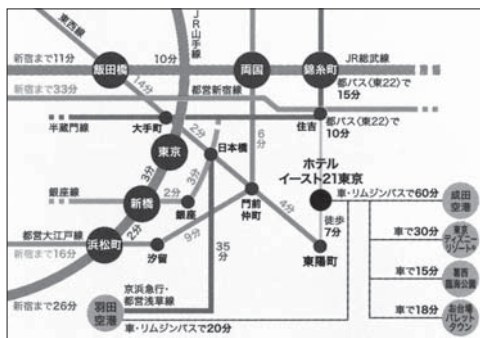 東西線
JR山手線
新宿まで11分
飯田橋
10分
両国
錦糸町
JR総武線
都バス〈東22〉で
15分
14分
新宿まで33分
都営新宿線
半蔵門線
大手町
2分
住吉
都バス〈東22〉で
10分
6分
東京
日本橋
3分
ホテル
イースト21東京
車・リムジンバスで60分
成田
空港
銀座線
新橋
2分
3分
銀座
門前
仲町
4分
徒歩
7分
車で30分
東京
ディズニー
リゾート®
都営大江戸線
新宿まで16分
浜松町
2分
汐留
9分
35分
東陽町
車で15分
葛西
臨海公園
新宿まで26分
京浜急行・
都営浅草線
羽田
空港
車・リムジンバスで20分
車で18分
お台場
パレット
タウン